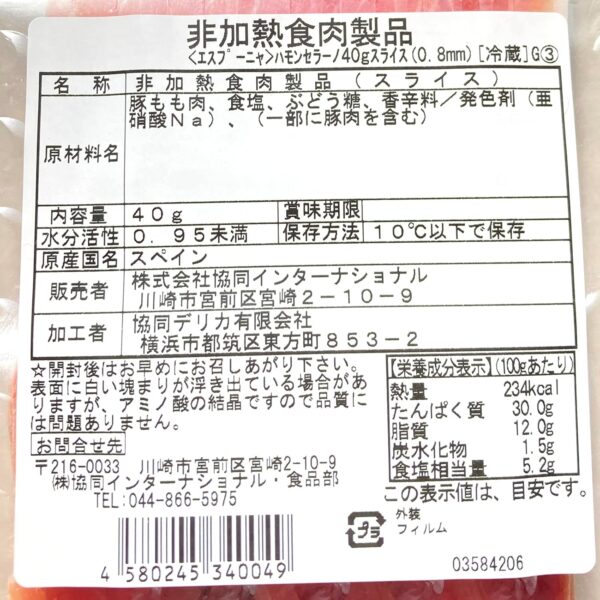 非加熱食肉製品
〈エスプーニャ〉ハモンセラーノ40gスライス(0.8mm)[冷蔵]G③
名称 非加熱食肉製品(スライス)
原材料名 豚もも肉、食塩、ぶどう糖、香辛料/発色剤(亜
硝酸Na)、(一部に豚肉を含む)
内容量 40g 賞味期限
水分活性 0.95未満 保存方法 10℃以下で保存
原産国名 スペイン
販売者 株式会社協同インターナショナル
川崎市宮前区宮崎2-10-9
加工者 協同デリカ有限会社
横浜市都筑区東方町853-2
☆開封後はお早めにお召しあがり下さい。
表面に白い塊まりが浮き出ている場合があ
りますが、アミノ酸の結晶ですので品質に
は問題ありません。
お問合せ先
〒216-0033 川崎市宮前区宮崎2-10-9
㈱協同インターナショナル・食品部
TEL:044-866-5975
4 580245 340049
【栄養成分表示】(100gあたり)
熱量 234kcal
たんぱく質 30.0g
脂質 12.0g
炭水化物 1.5g
食塩相当量 5.2g
この表示値は、目安です。
プラ
外装
フィルム
03584206